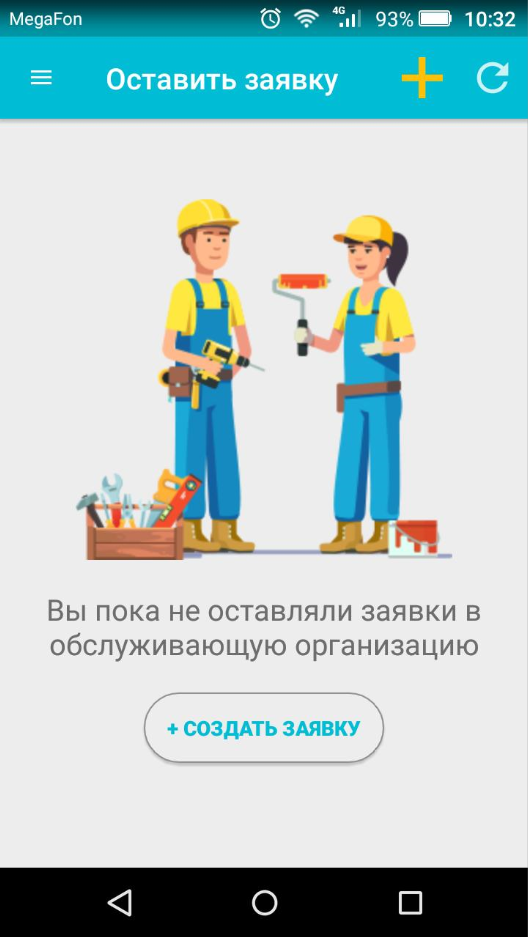 MegaFon 4G 93% 10:32
Оставить заявку
Вы пока не оставляли заявки в
обслуживающую организацию
+ СОЗДАТЬ ЗАЯВКУ